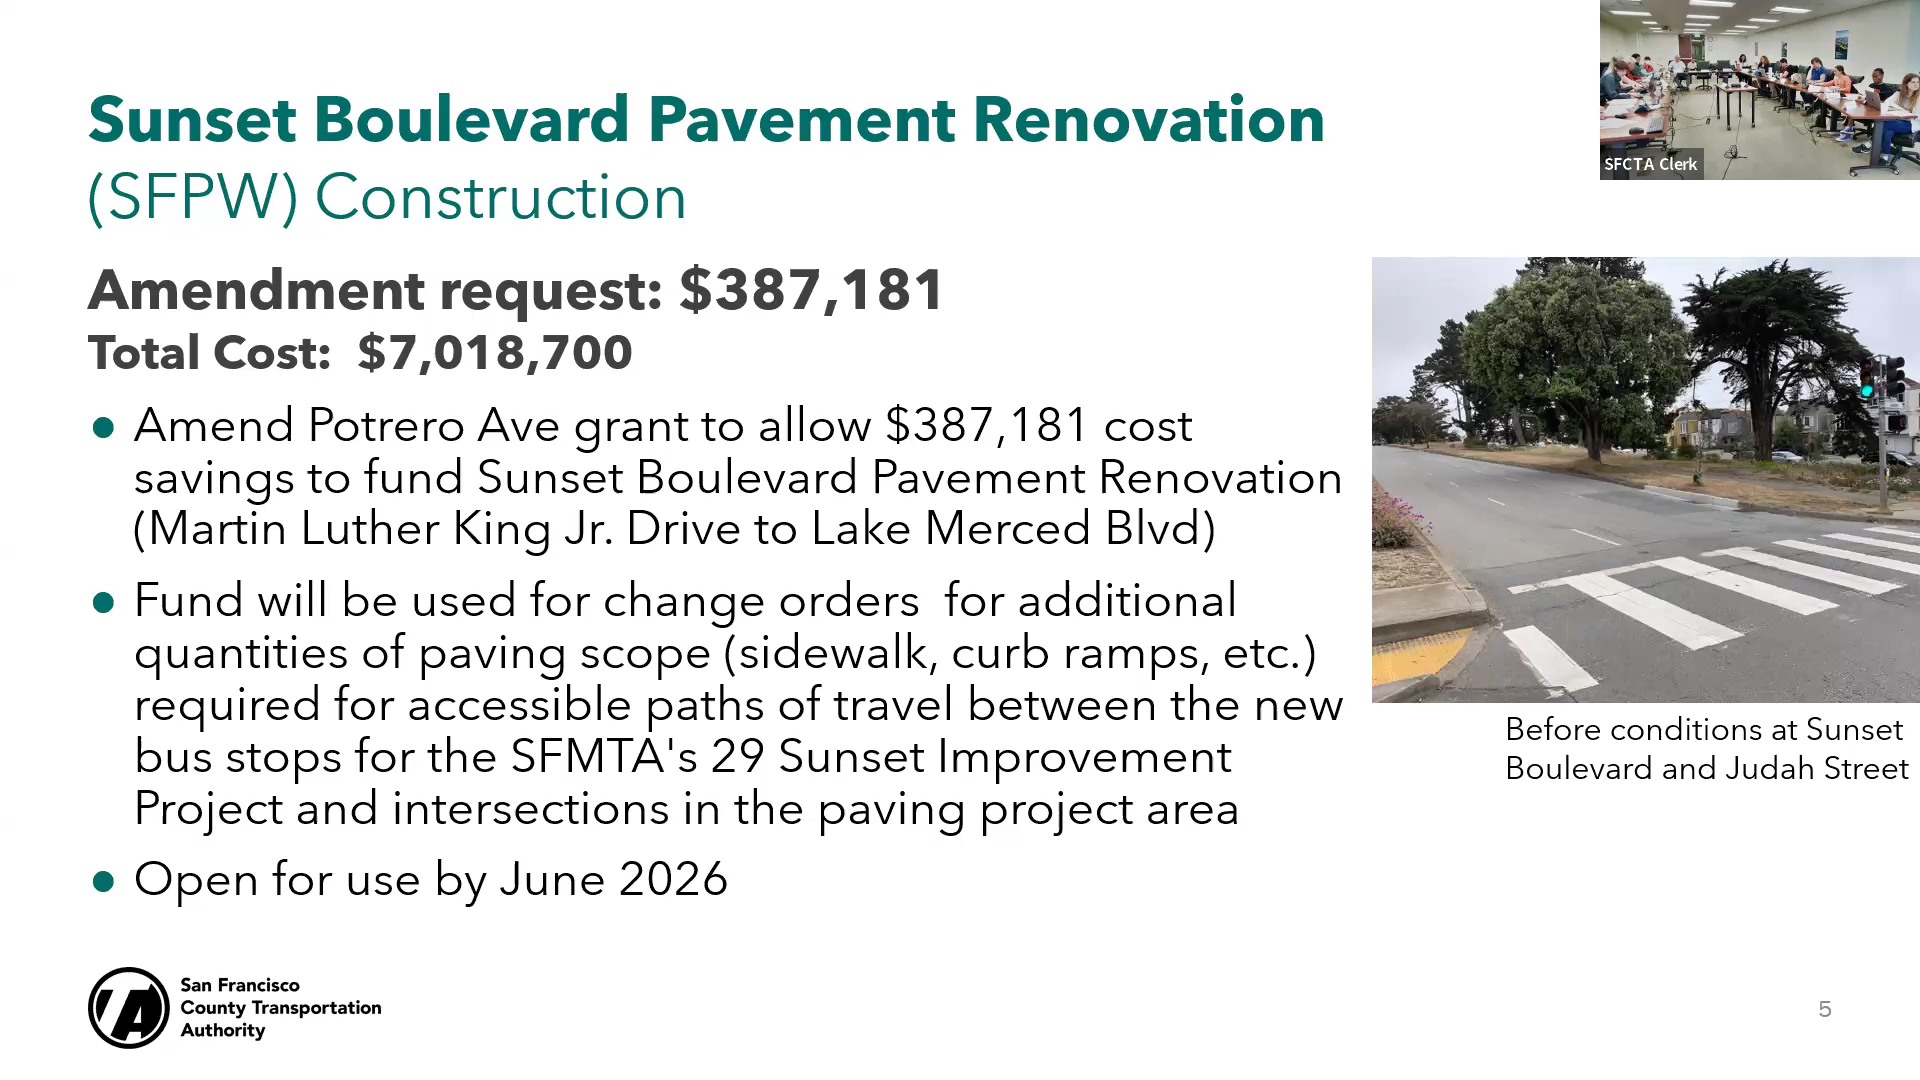 Sunset Boulevard Pavement Renovation
(SFPW) Construction
Amendment request: $387,181
Total Cost:  $7,018,700
● Amend Potrero Ave grant to allow $387,181 cost
savings to fund Sunset Boulevard Pavement Renovation
(Martin Luther King Jr. Drive to Lake Merced Blvd)
● Fund will be used for change orders  for additional
quantities of paving scope (sidewalk, curb ramps, etc.)
required for accessible paths of travel between the new
bus stops for the SFMTA's 29 Sunset Improvement
Project and intersections in the paving project area
● Open for use by June 2026
SFCTA Clerk
Before conditions at Sunset
Boulevard and Judah Street
TA
San Francisco
County Transportation
Authority
5